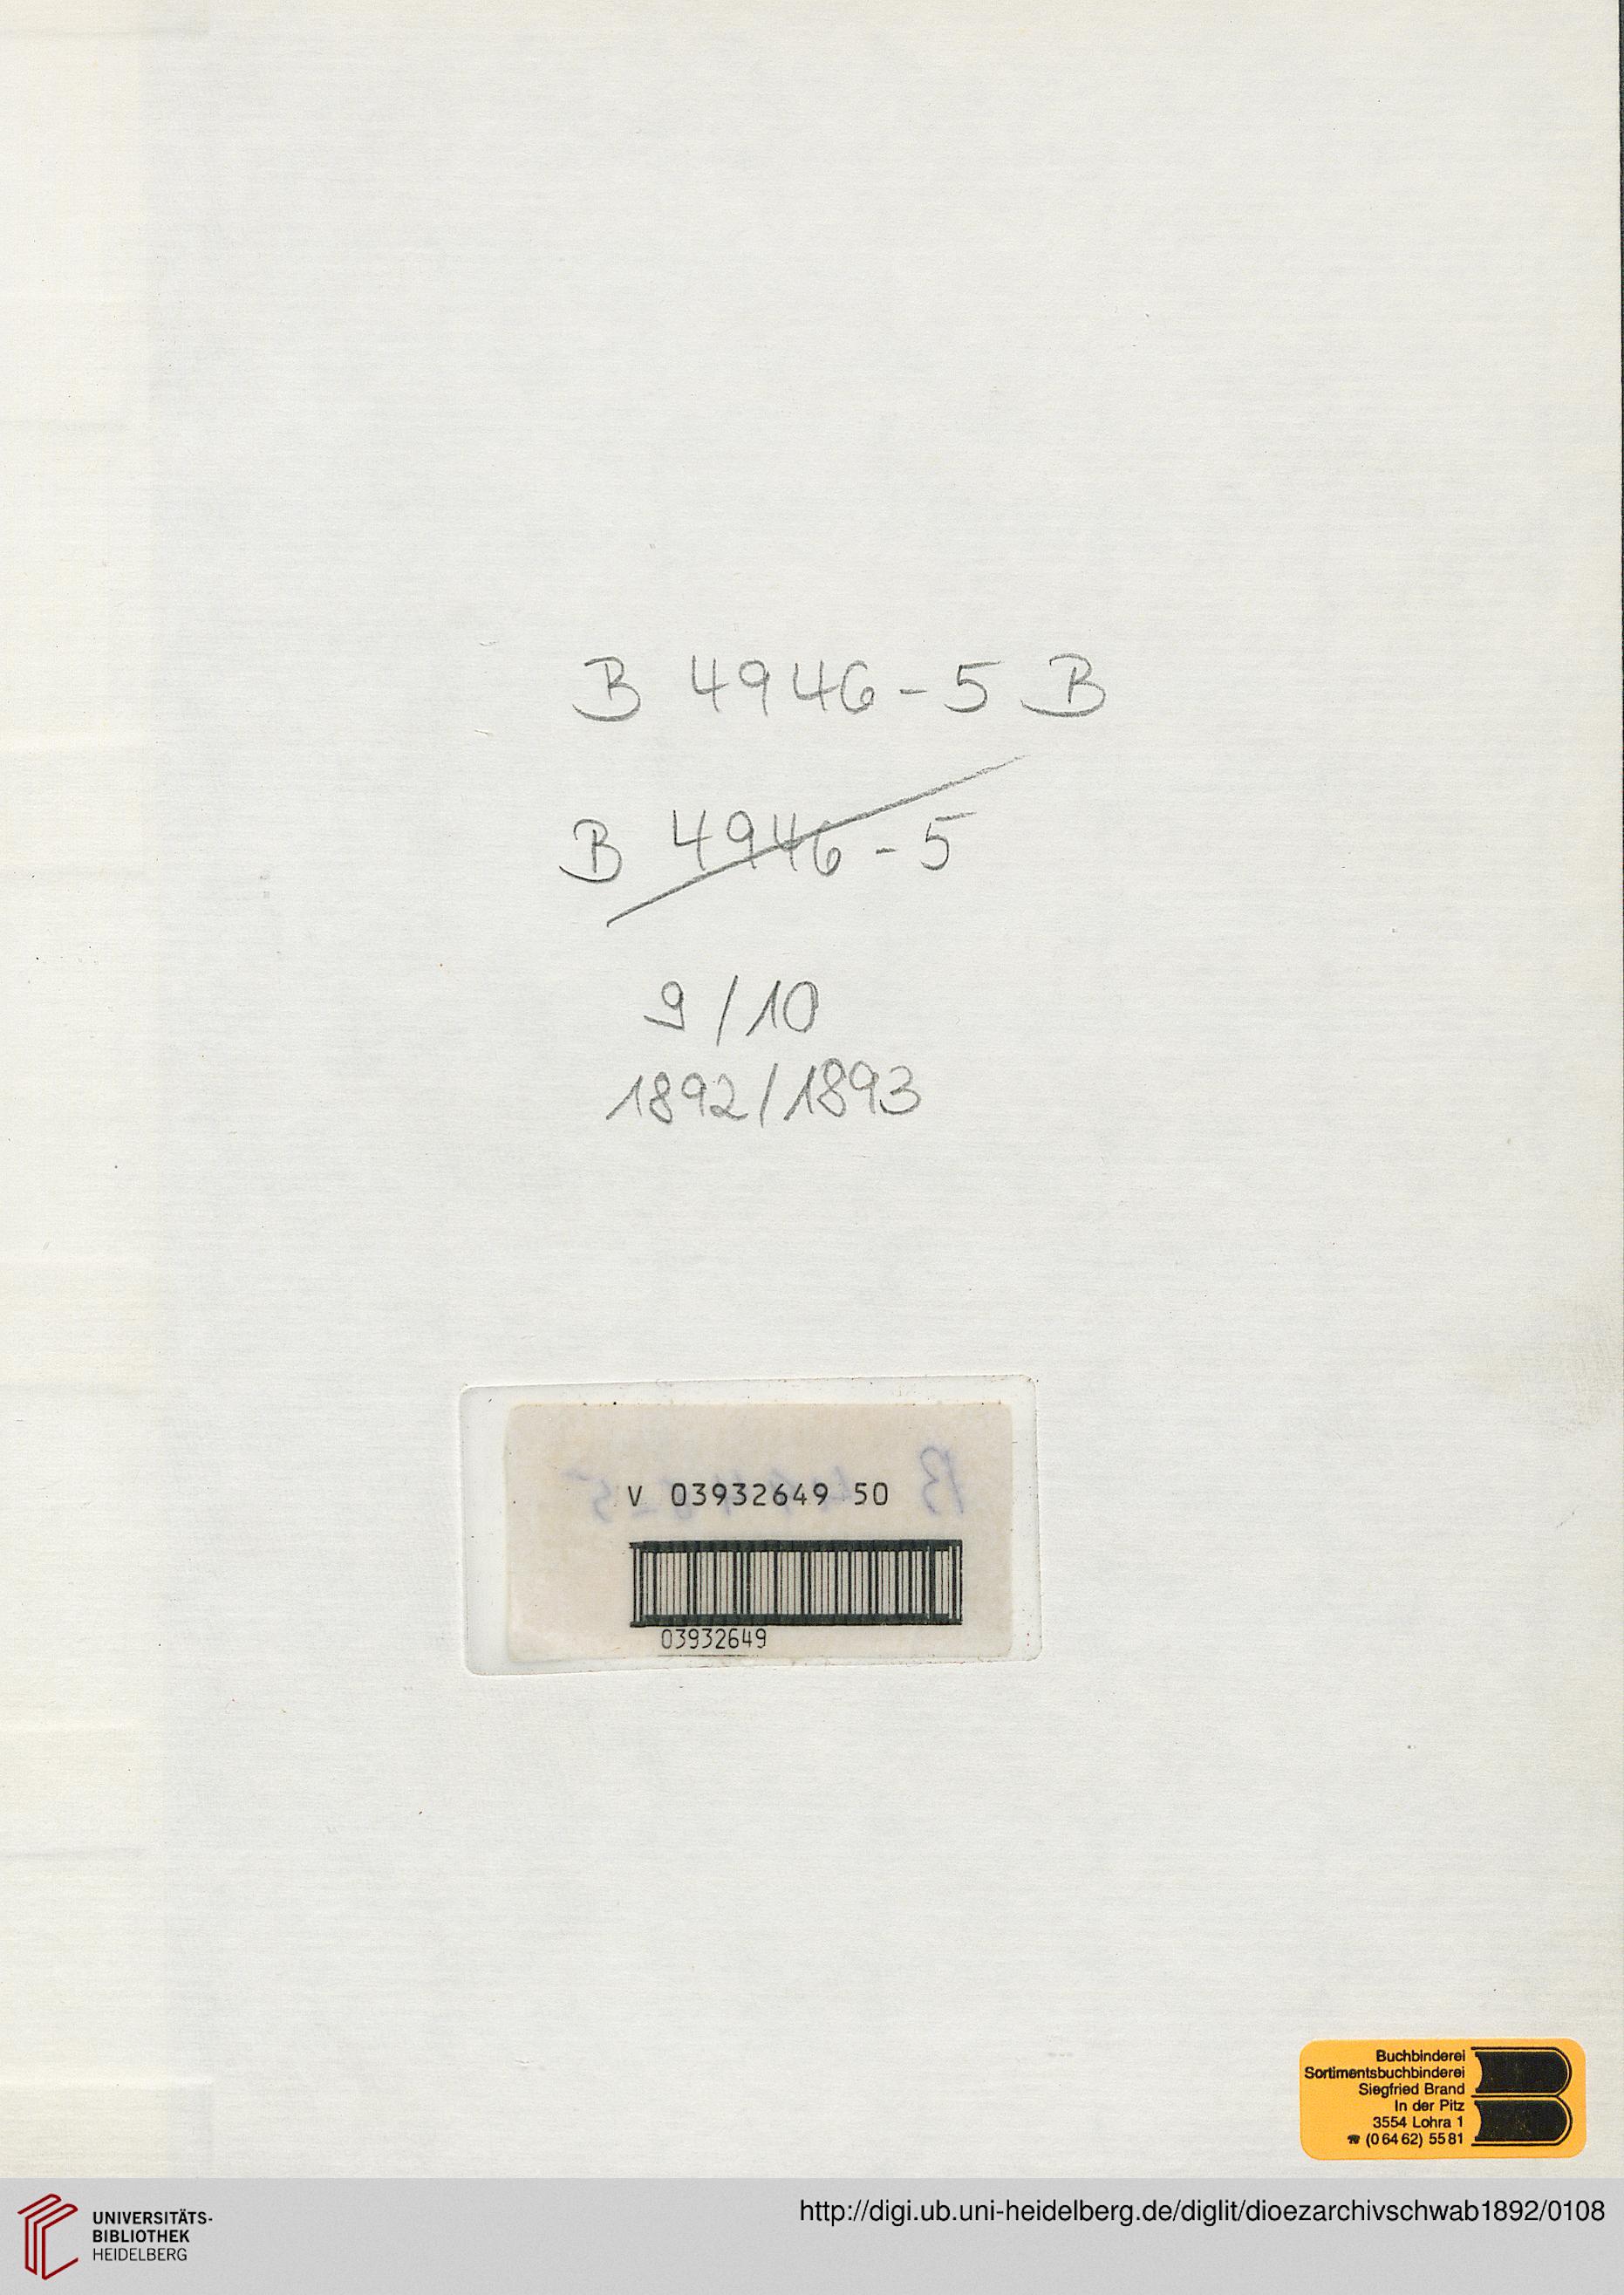 B 4946-5 B
B 4946-5
9/10
1892/1893
V 03932649 50
03932649
Buchbinderei
Sortimentsbuchbinderei
Siegfried Brand
In der Pitz
3554 Lohra 1
☎ (0 64 62) 55 81
UNIVERSITÄTS-
BIBLIOTHEK
HEIDELBERG
http://digi.ub.uni-heidelberg.de/diglit/dioezarchivschwab1892/0108